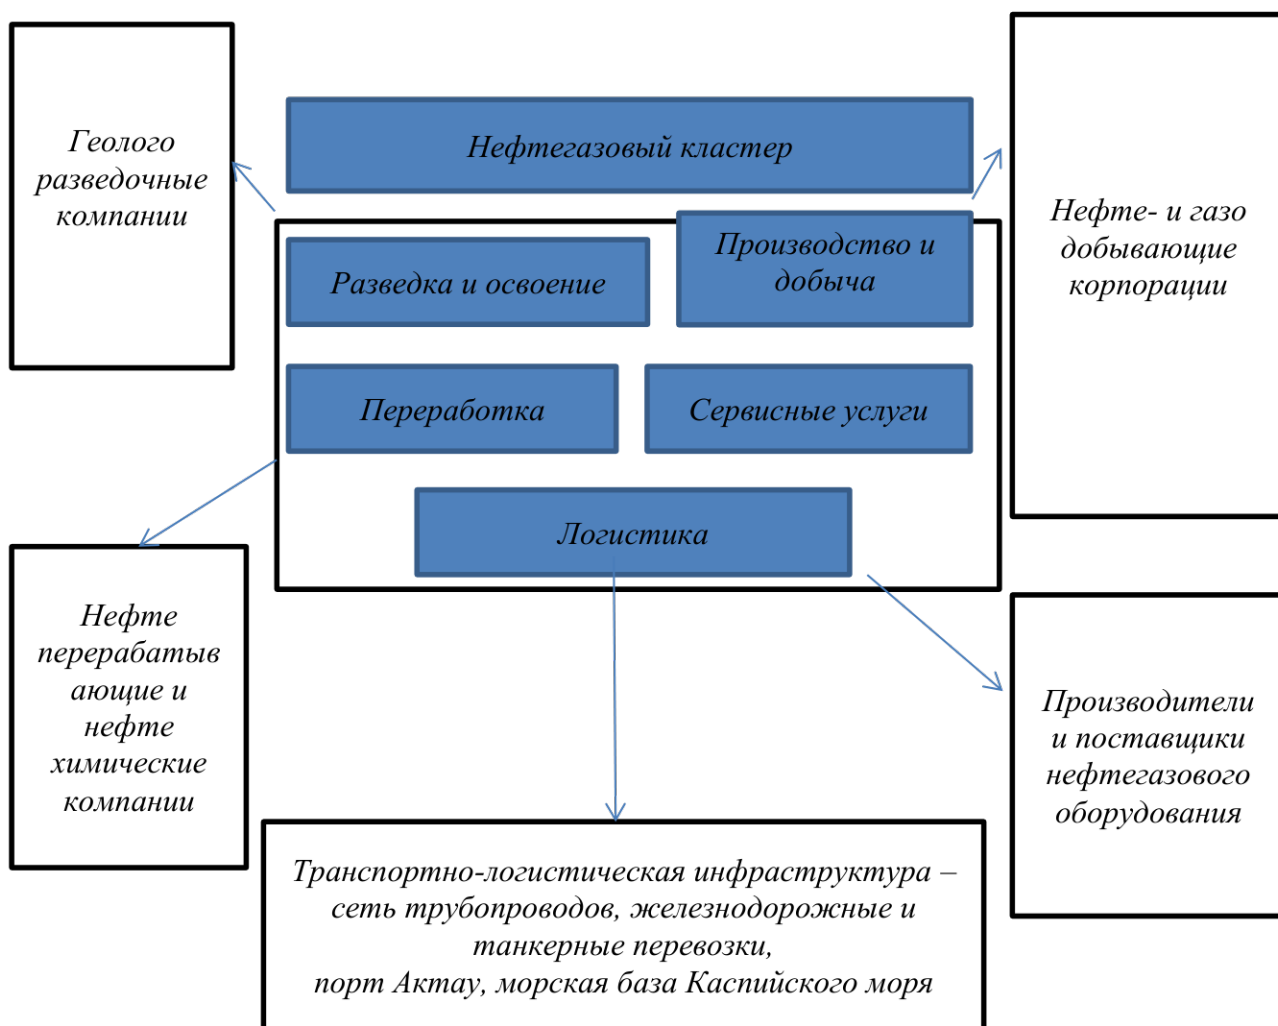 Геолого
разведочные
компании
Нефтегазовый кластер
Нефте- и газо
добывающие
корпорации
Разведка и освоение
Производство и
добыча
Переработка
Сервисные услуги
Логистика
Нефте
перерабатыв
ающие и
нефте
химические
компании
Производители
и поставщики
нефтегазового
оборудования
Транспортно-логистическая инфраструктура –
сеть трубопроводов, железнодорожные и
танкерные перевозки,
порт Актау, морская база Каспийского моря